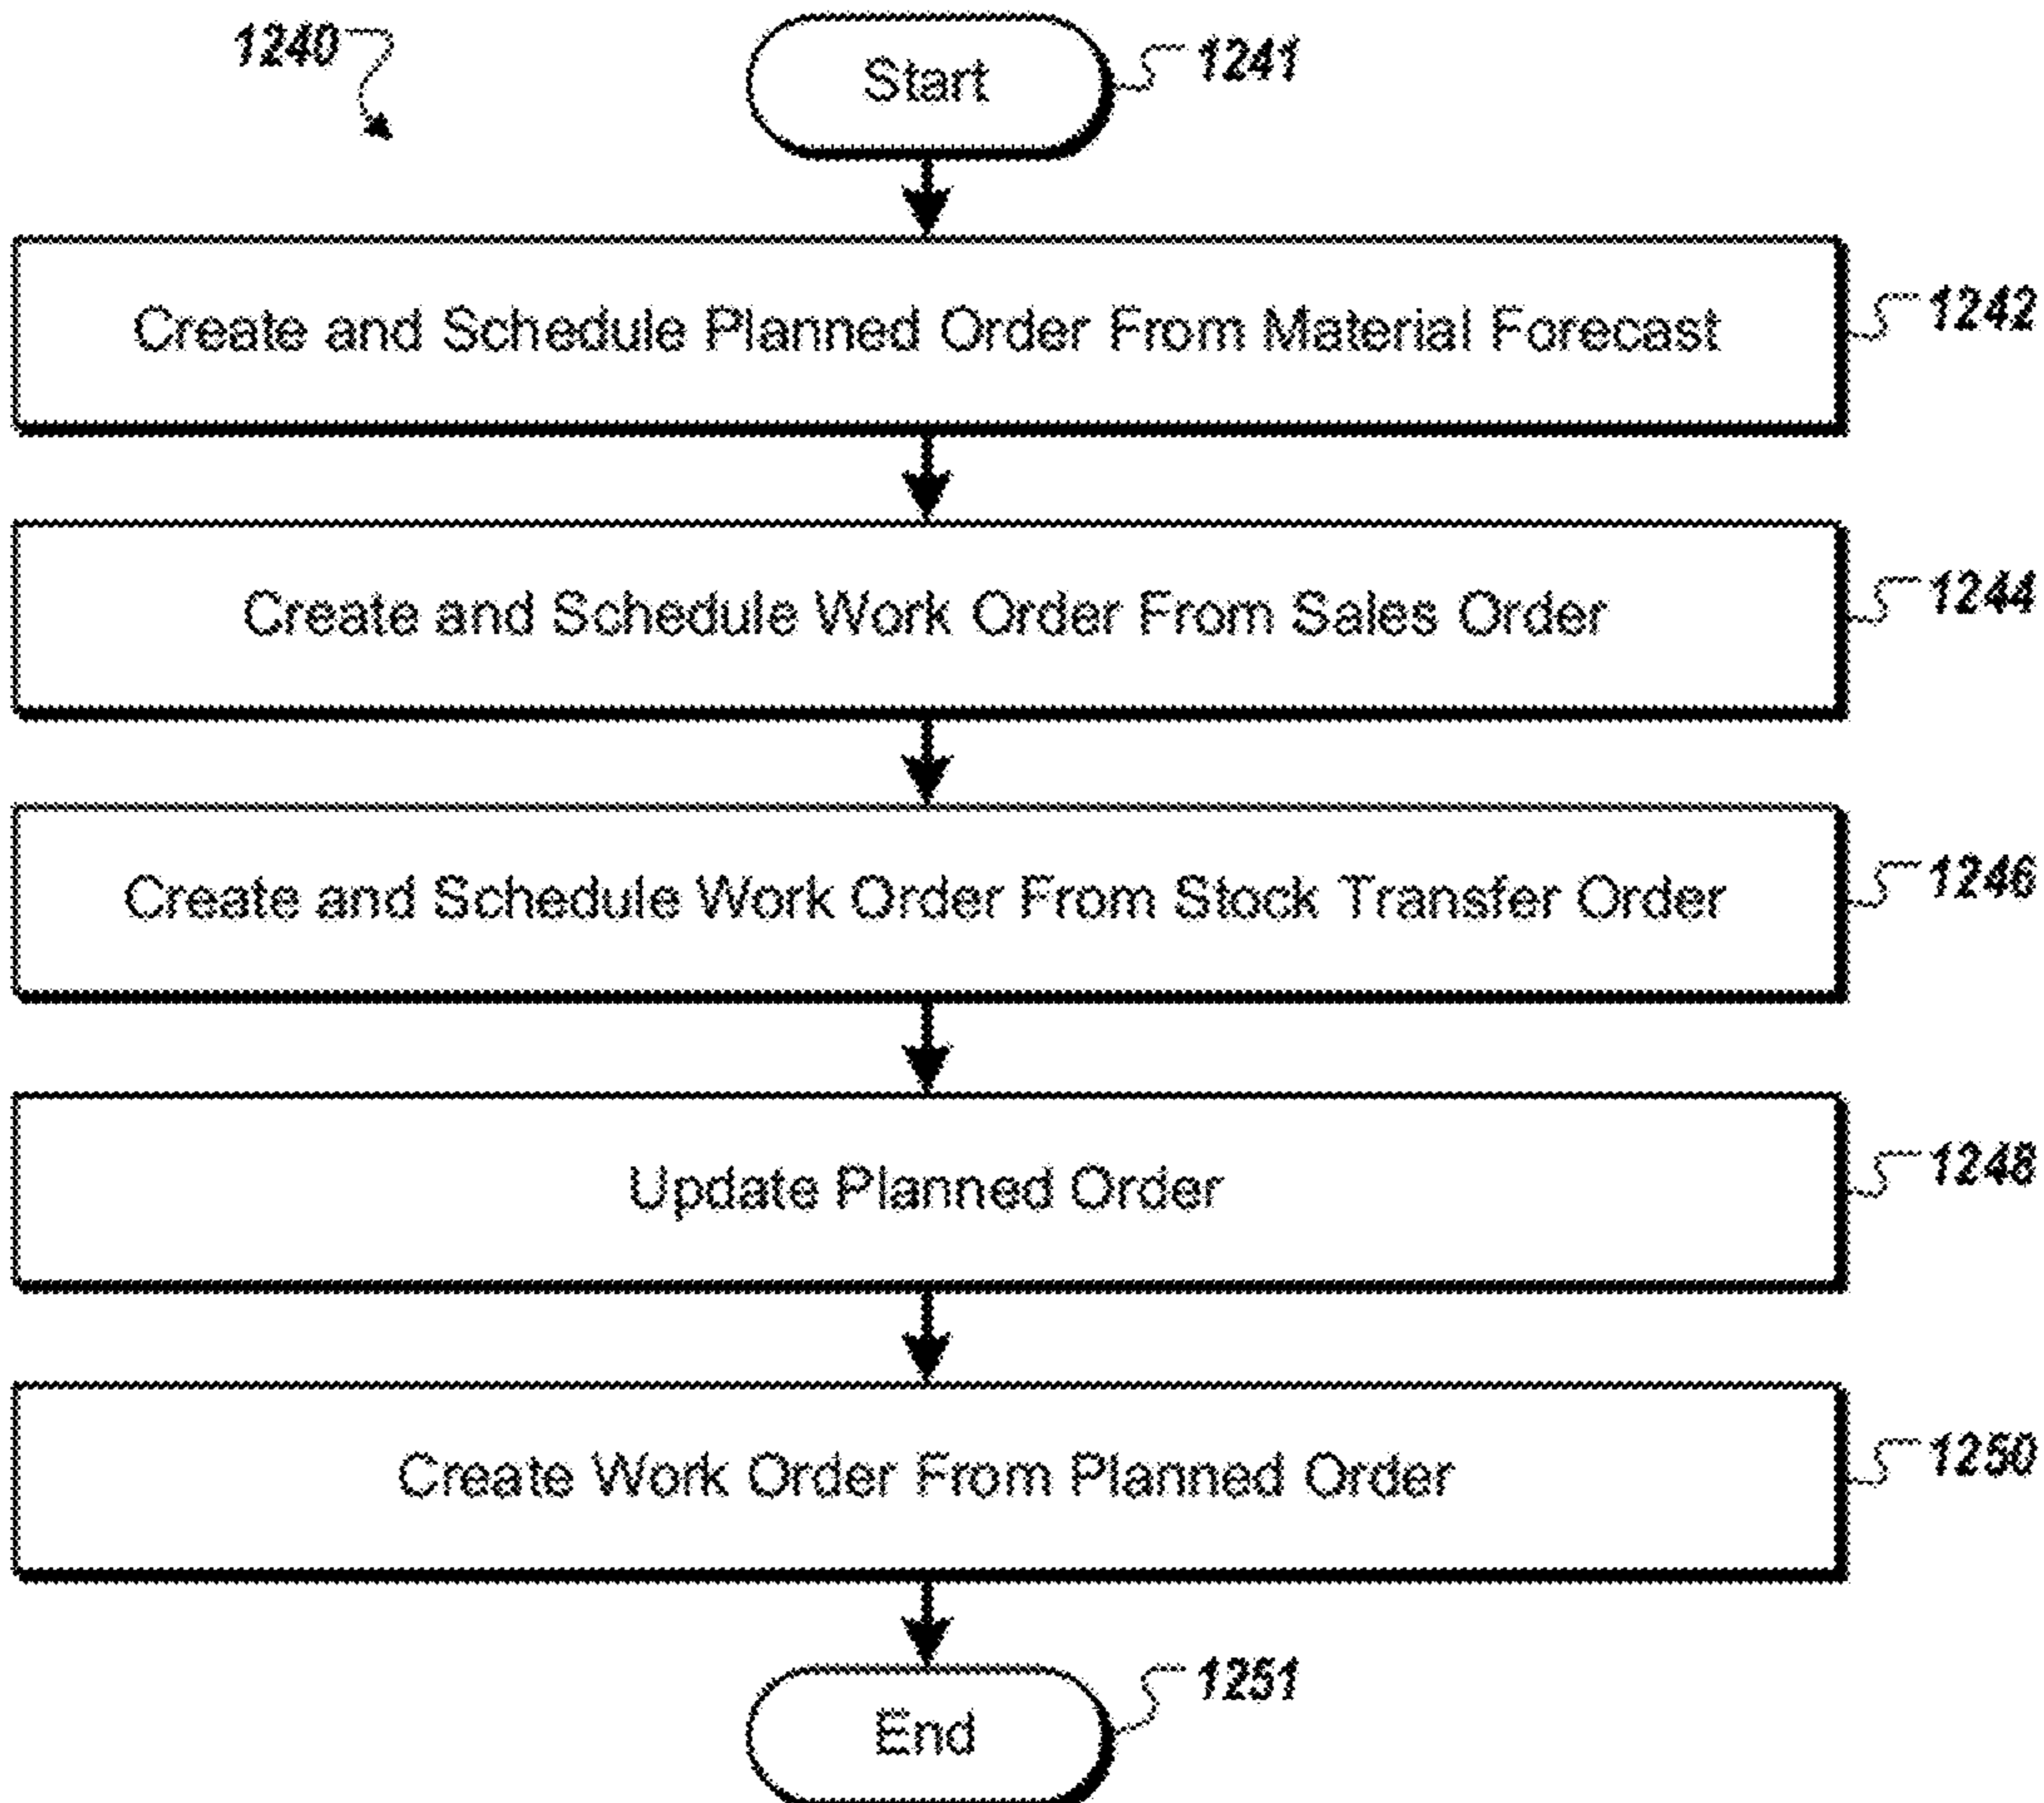 1240
Start
1241
Create and Schedule Planned Order From Material Forecast
1242
Create and Schedule Work Order From Sales Order
1244
Create and Schedule Work Order From Stock Transfer Order
1246
Update Planned Order
1248
Create Work Order From Planned Order
1250
End
1251